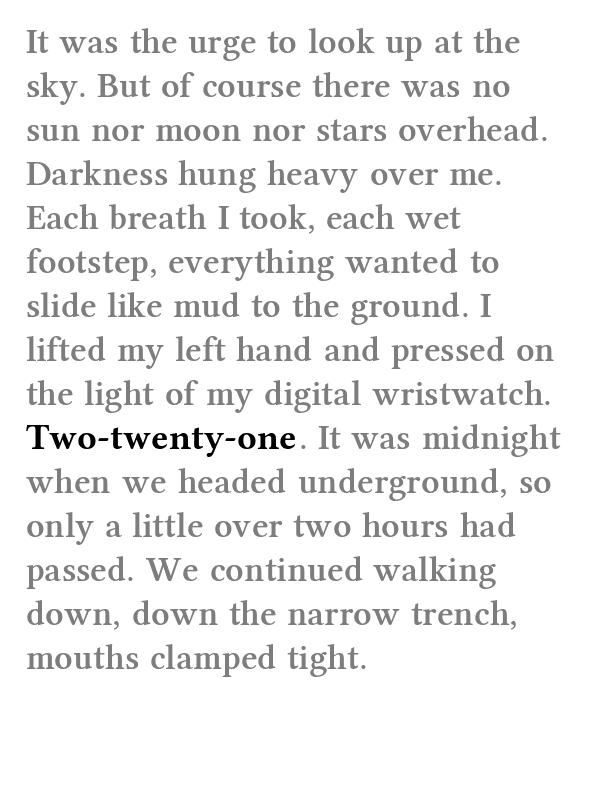 It was the urge to look up at the
sky. But of course there was no
sun nor moon nor stars overhead.
Darkness hung heavy over me.
Each breath I took, each wet
footstep, everything wanted to
slide like mud to the ground. I
lifted my left hand and pressed on
the light of my digital wristwatch.
Two-twenty-one. It was midnight
when we headed underground, so
only a little over two hours had
passed. We continued walking
down, down the narrow trench,
mouths clamped tight.